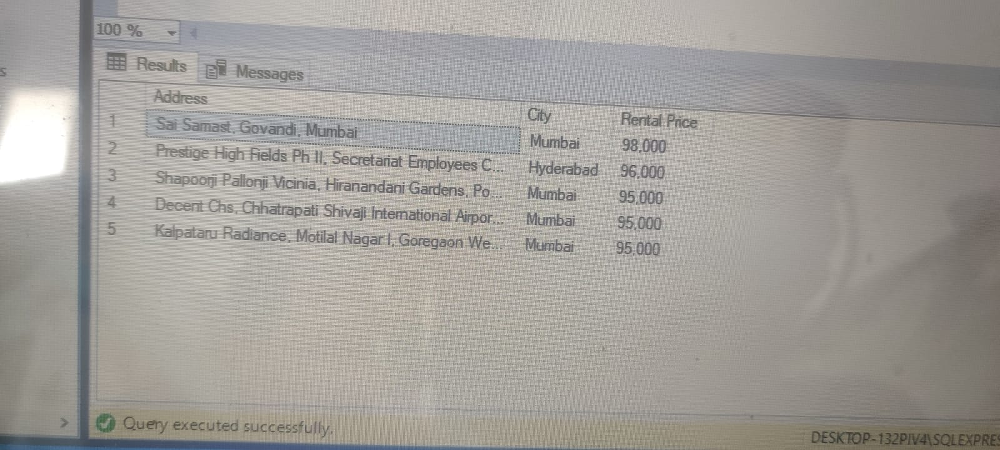 100 %
Results Messages
Address City Rental Price
1 Sai Samast, Govandi, Mumbai Mumbai 98,000
2 Prestige High Fields Ph II, Secretariat Employees C... Hyderabad 96,000
3 Shapoorji Pallonji Vicinia, Hiranandani Gardens, Po... Mumbai 95,000
4 Decent Chs, Chhatrapati Shivaji International Airpor... Mumbai 95,000
5 Kalpataru Radiance, Motilal Nagar I, Goregaon We... Mumbai 95,000
Query executed successfully.
DESKTOP-132PIV4\SQLEXPRES